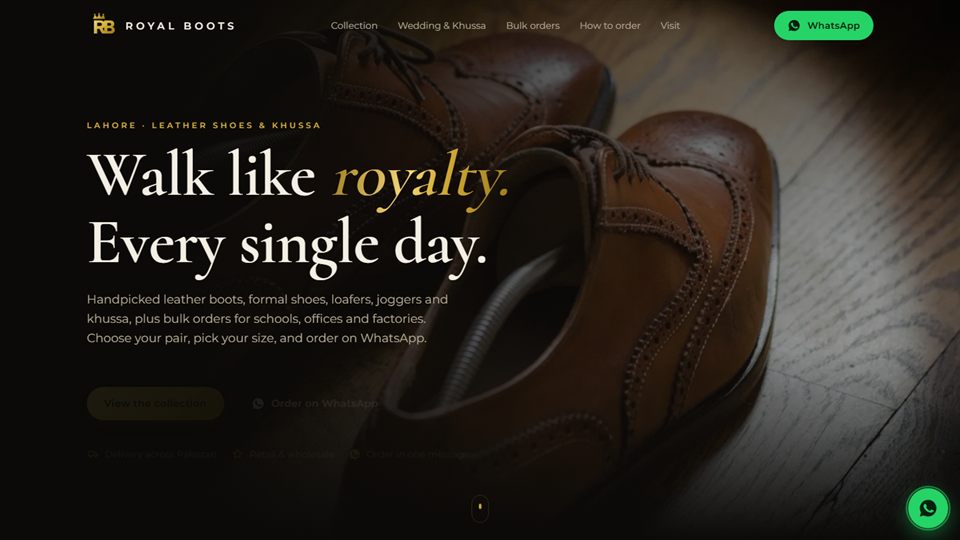 RB ROYAL BOOTS
Collection Wedding & Khussa Bulk orders How to order Visit
WhatsApp
LAHORE · LEATHER SHOES & KHUSSA
Walk like royalty.
Every single day.
Handpicked leather boots, formal shoes, loafers, joggers and
khussa, plus bulk orders for schools, offices and factories.
Choose your pair, pick your size, and order on WhatsApp.
View the collection Order on WhatsApp
Delivery across Pakistan Retail & wholesale Order in one message